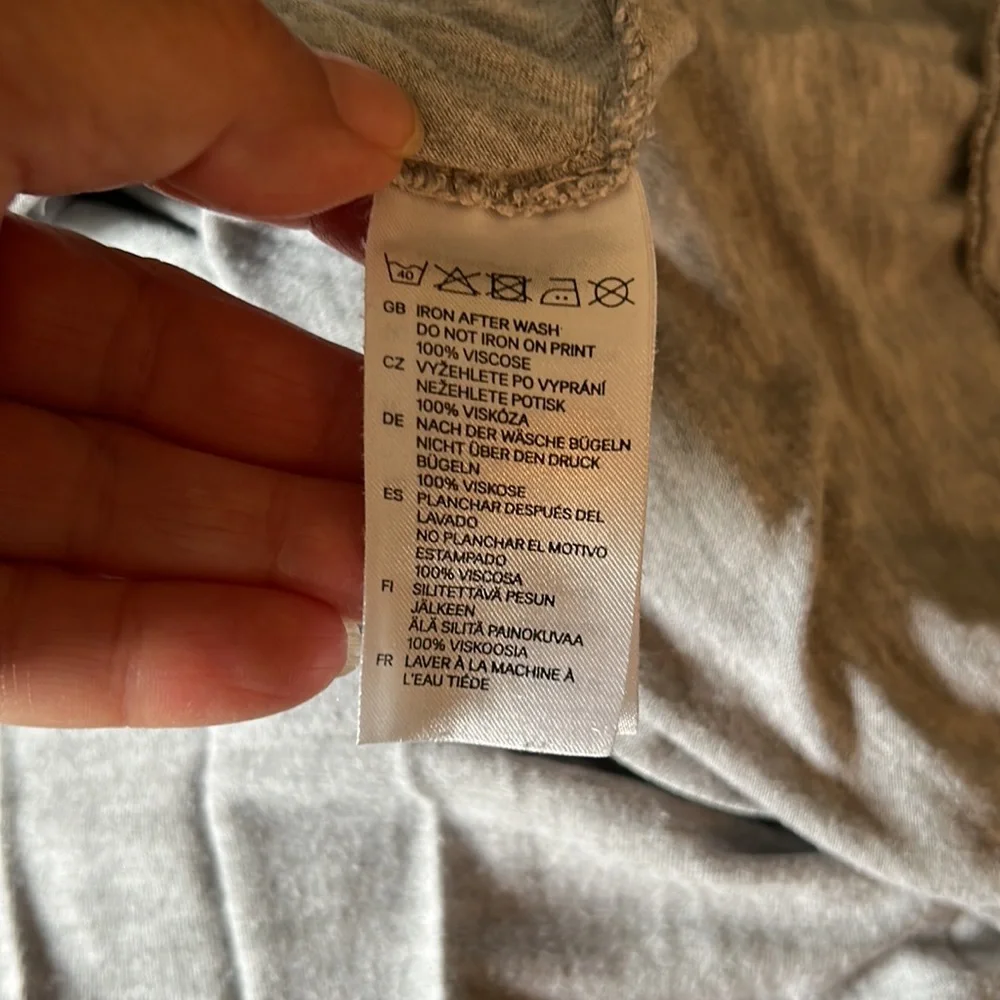 40
GB IRON AFTER WASH
DO NOT IRON ON PRINT
100% VISCOSE
CZ VYŽEHLETE PO VYPRÁNÍ
NEŽEHLETE POTISK
100% VISKÓZA
DE NACH DER WÄSCHE BÜGELN
NICHT ÜBER DEN DRUCK
BÜGELN
100% VISKOSE
ES PLANCHAR DESPUÉS DEL
LAVADO
NO PLANCHAR EL MOTIVO
ESTAMPADO
100% VISCOSA
FI SILITETTÄVÄ PESUN
JÄLKEEN
ÄLÄ SILITÄ PAINOKUVAA
100% VISKOOSIA
FR LAVER À LA MACHINE À
L'EAU TIÉDE